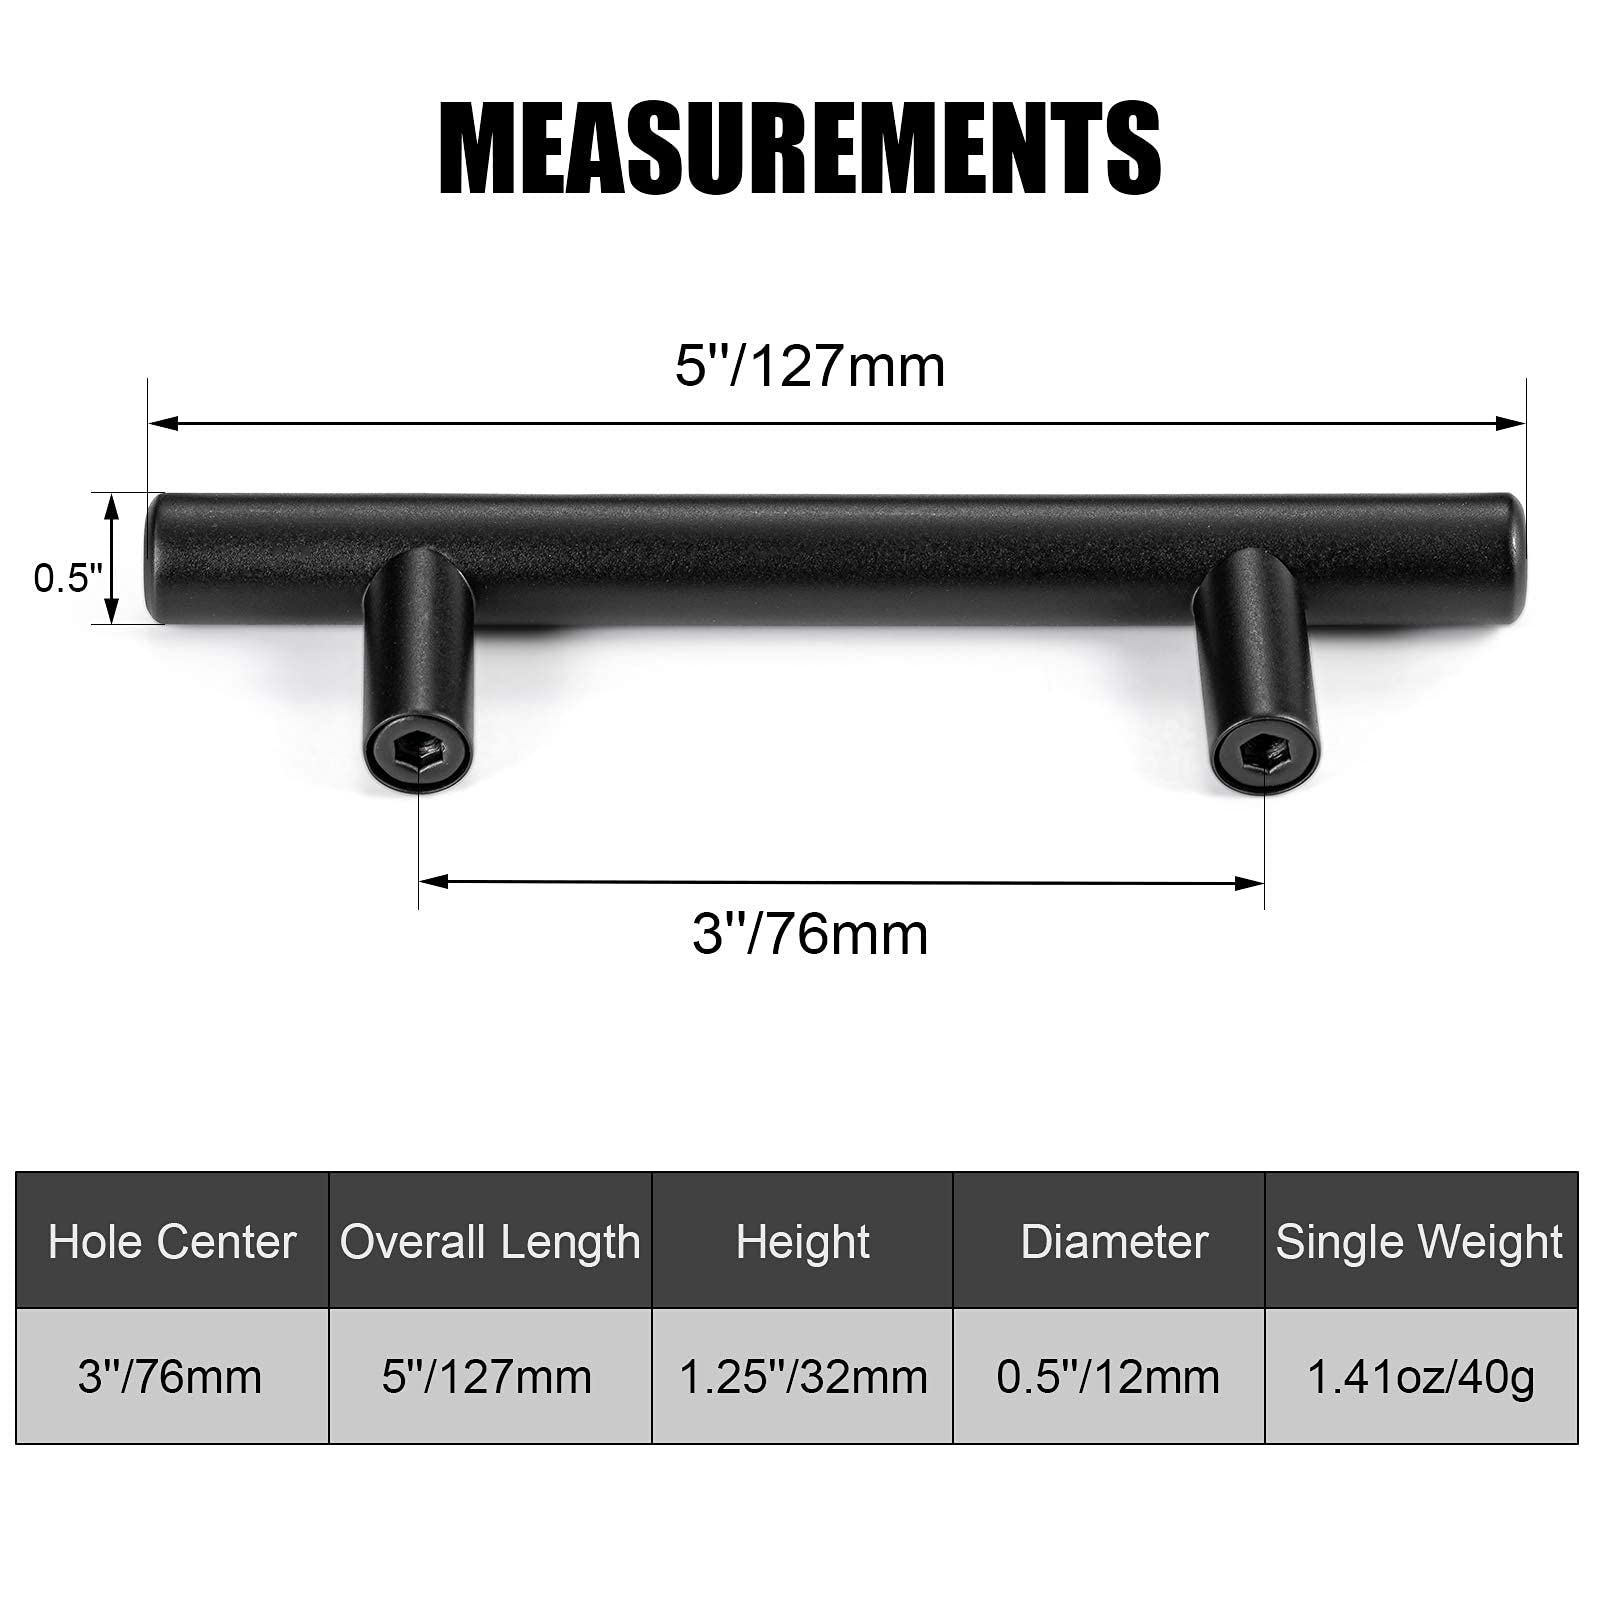 MEASUREMENTS
5''/127mm
0.5''
3''/76mm
Hole Center Overall Length Height Diameter Single Weight
3''/76mm 5''/127mm 1.25''/32mm 0.5''/12mm 1.41oz/40g